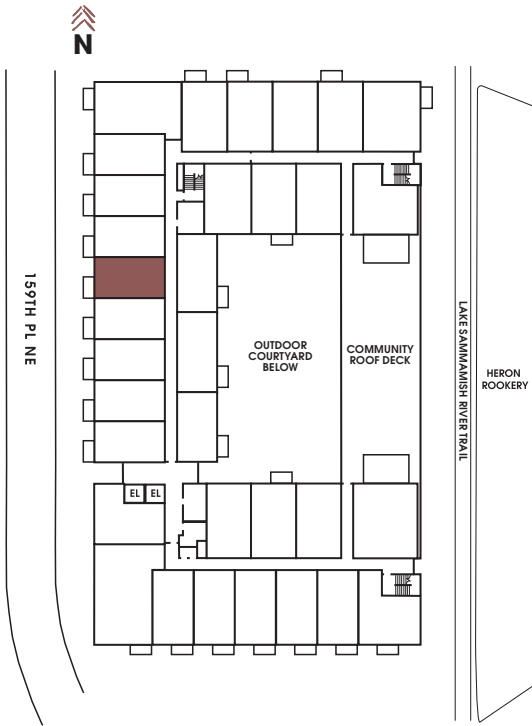 N
159TH PL NE
OUTDOOR
COURTYARD
BELOW
COMMUNITY
ROOF DECK
LAKE SAMMAMISH RIVER TRAIL
HERON
ROOKERY
EL
EL